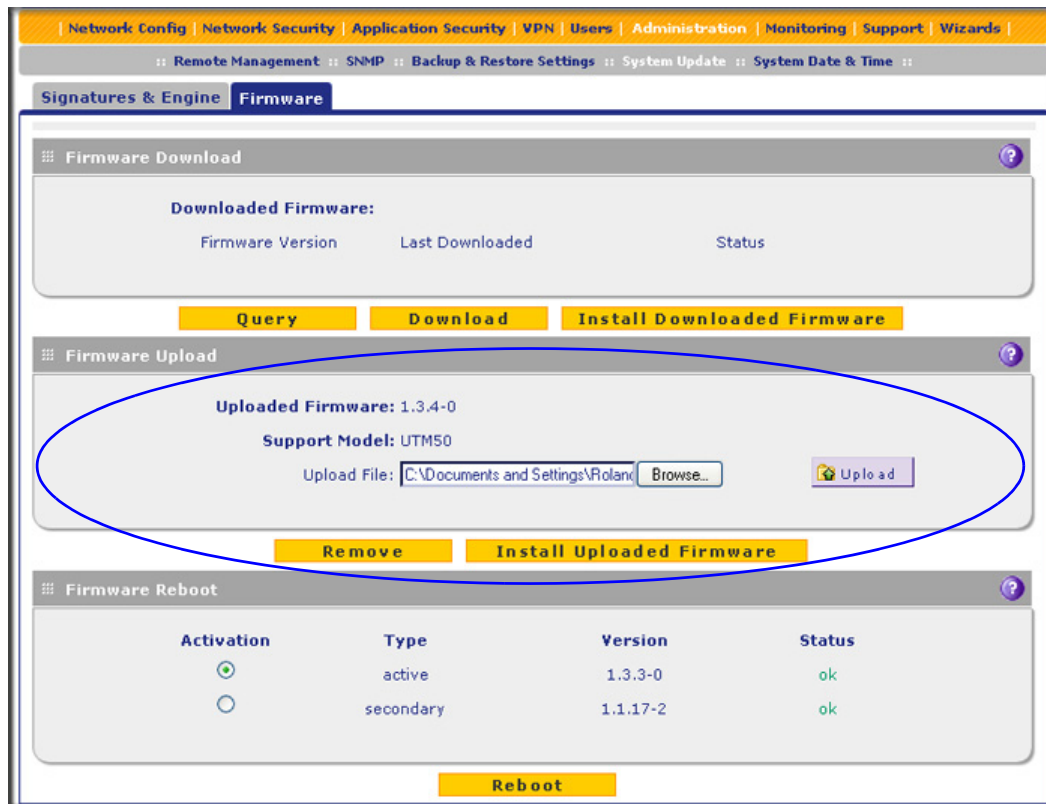 | Network Config | Network Security | Application Security | VPN | Users | Administration | Monitoring | Support | Wizards |
:: Remote Management :: SNMP :: Backup & Restore Settings :: System Update :: System Date & Time ::
Signatures & Engine Firmware
Firmware Download ?
Downloaded Firmware:
Firmware Version Last Downloaded Status
Query Download Install Downloaded Firmware
Firmware Upload ?
Uploaded Firmware: 1.3.4-0
Support Model: UTM50
Upload File: C:\Documents and Settings\Roland Browse... Upload
Remove Install Uploaded Firmware
Firmware Reboot ?
Activation Type Version Status
active 1.3.3-0 ok
secondary 1.1.17-2 ok
Reboot